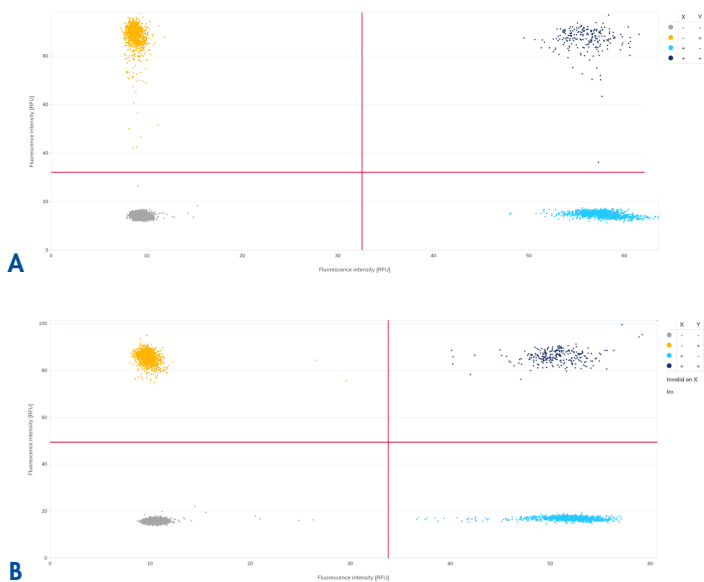 X Y
- -
- +
+ -
+ +
80
60
40
20
0
0 10 20 30 40 50 60
Fluorescence intensity [RFU]
Fluorescence intensity [RFU]
A
X Y
- -
- +
+ -
+ +
Invalid on X
100
80
60
40
20
0
0 10 20 30 40 50 60
Fluorescence intensity [RFU]
Fluorescence intensity [RFU]
B